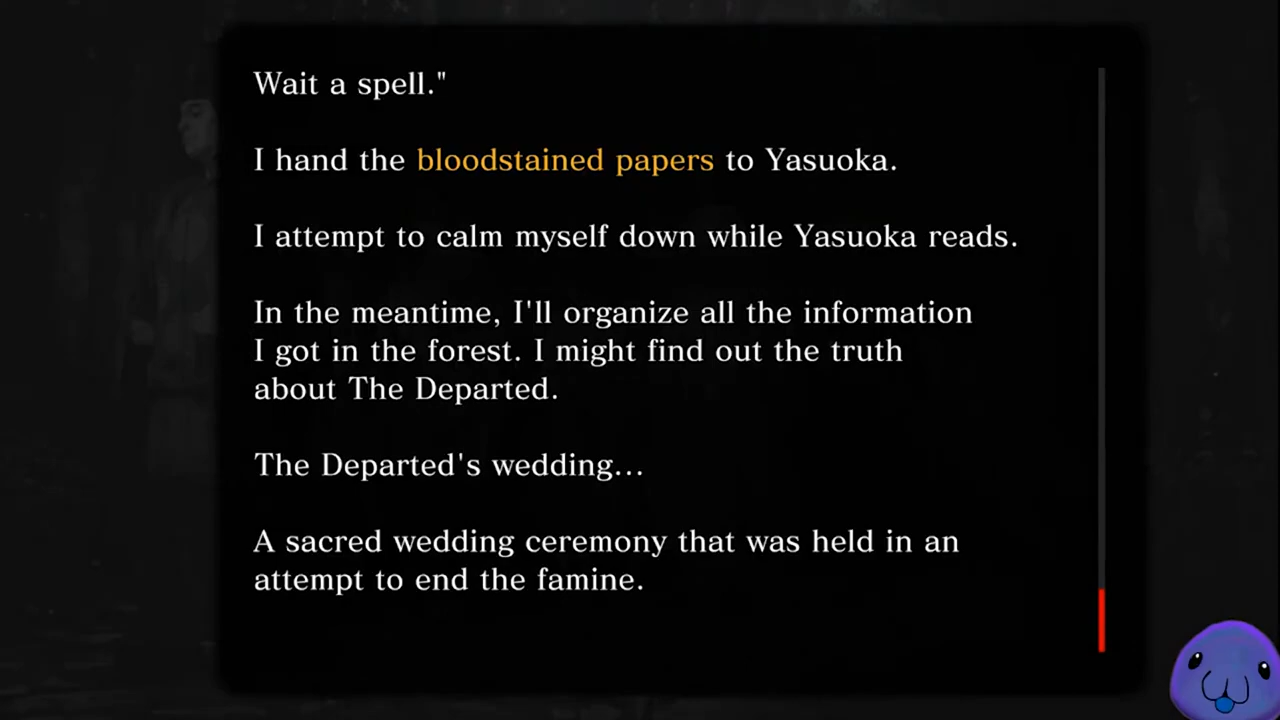 Wait a spell."
I hand the bloodstained papers to Yasuoka.
I attempt to calm myself down while Yasuoka reads.
In the meantime, I'll organize all the information
I got in the forest. I might find out the truth
about The Departed.
The Departed's wedding...
A sacred wedding ceremony that was held in an
attempt to end the famine.